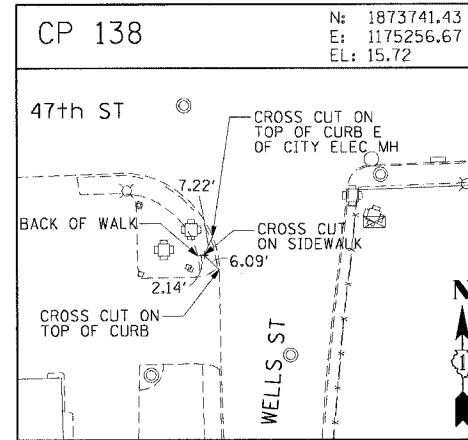 CP 138
N: 1873741.43
E: 1175256.67
EL: 15.72
47th ST
CROSS CUT ON
TOP OF CURB E
OF CITY ELEC MH
7.22'
BACK OF WALK
CROSS CUT
ON SIDEWALK
6.09'
2.14'
CROSS CUT ON
TOP OF CURB
WELLS ST
N
1